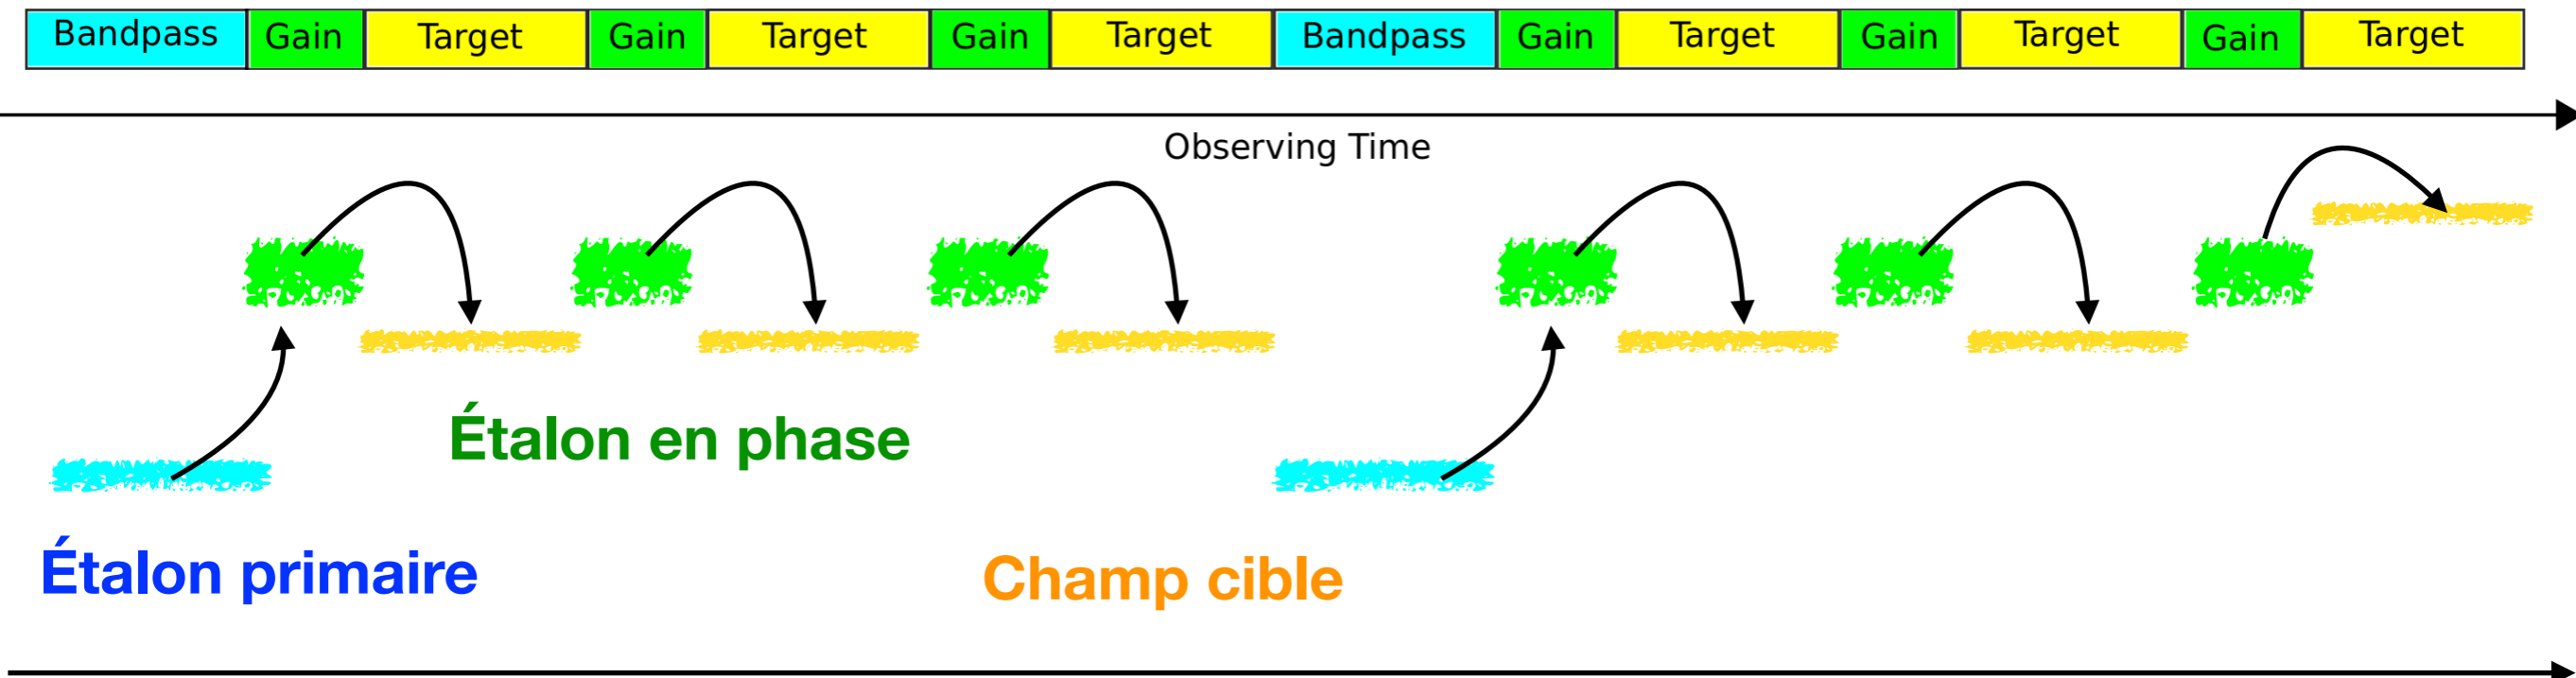 Bandpass Gain Target Gain Target Gain Target Bandpass Gain Target Gain Target Gain Target
Observing Time
Étalon en phase
Étalon primaire
Champ cible